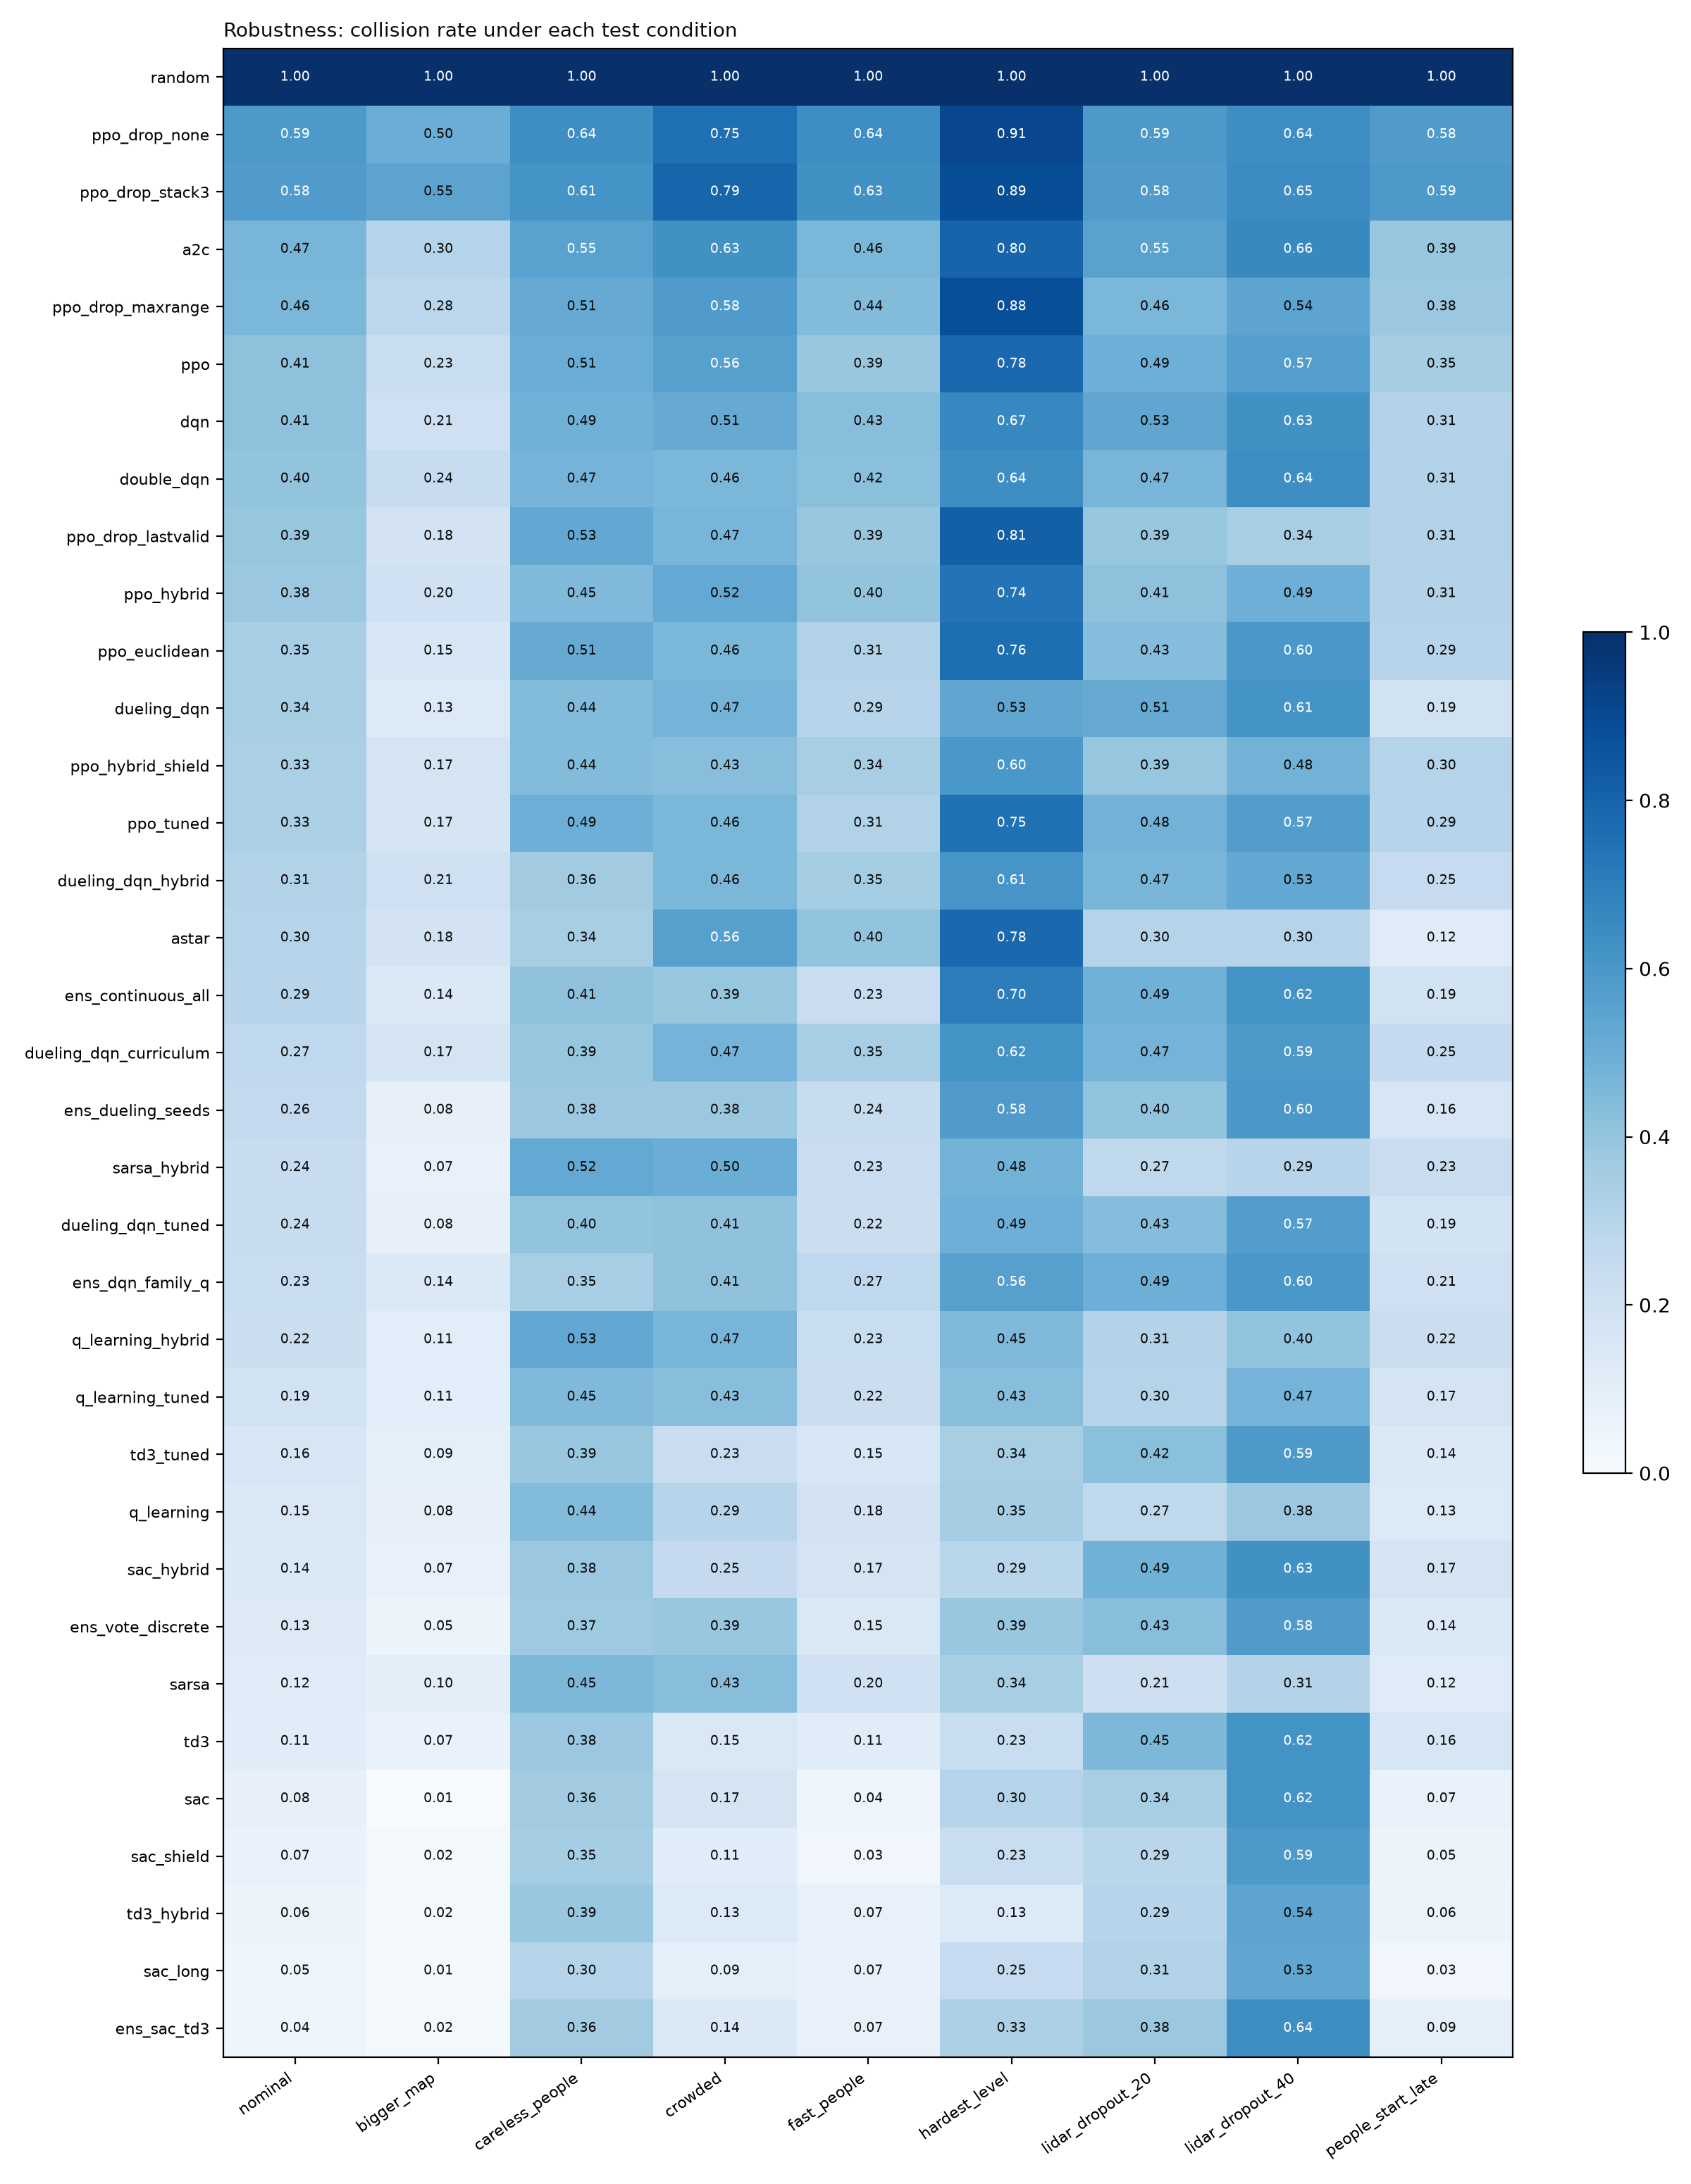 Robustness: collision rate under each test condition
random 1.00 1.00 1.00 1.00 1.00 1.00 1.00 1.00 1.00
ppo_drop_none 0.59 0.50 0.64 0.75 0.64 0.91 0.59 0.64 0.58
ppo_drop_stack3 0.58 0.55 0.61 0.79 0.63 0.89 0.58 0.65 0.59
a2c 0.47 0.30 0.55 0.63 0.46 0.80 0.55 0.66 0.39
ppo_drop_maxrange 0.46 0.28 0.51 0.58 0.44 0.88 0.46 0.54 0.38
ppo 0.41 0.23 0.51 0.56 0.39 0.78 0.49 0.57 0.35
dqn 0.41 0.21 0.49 0.51 0.43 0.67 0.53 0.63 0.31
double_dqn 0.40 0.24 0.47 0.46 0.42 0.64 0.47 0.64 0.31
ppo_drop_lastvalid 0.39 0.18 0.53 0.47 0.39 0.81 0.39 0.34 0.31
ppo_hybrid 0.38 0.20 0.45 0.52 0.40 0.74 0.41 0.49 0.31
ppo_euclidean 0.35 0.15 0.51 0.46 0.31 0.76 0.43 0.60 0.29
dueling_dqn 0.34 0.13 0.44 0.47 0.29 0.53 0.51 0.61 0.19
ppo_hybrid_shield 0.33 0.17 0.44 0.43 0.34 0.60 0.39 0.48 0.30
ppo_tuned 0.33 0.17 0.49 0.46 0.31 0.75 0.48 0.57 0.29
dueling_dqn_hybrid 0.31 0.21 0.36 0.46 0.35 0.61 0.47 0.53 0.25
astar 0.30 0.18 0.34 0.56 0.40 0.78 0.30 0.30 0.12
ens_continuous_all 0.29 0.14 0.41 0.39 0.23 0.70 0.49 0.62 0.19
dueling_dqn_curriculum 0.27 0.17 0.39 0.47 0.35 0.62 0.47 0.59 0.25
ens_dueling_seeds 0.26 0.08 0.38 0.38 0.24 0.58 0.40 0.60 0.16
sarsa_hybrid 0.24 0.07 0.52 0.50 0.23 0.48 0.27 0.29 0.23
dueling_dqn_tuned 0.24 0.08 0.40 0.41 0.22 0.49 0.43 0.57 0.19
ens_dqn_family_q 0.23 0.14 0.35 0.41 0.27 0.56 0.49 0.60 0.21
q_learning_hybrid 0.22 0.11 0.53 0.47 0.23 0.45 0.31 0.40 0.22
q_learning_tuned 0.19 0.11 0.45 0.43 0.22 0.43 0.30 0.47 0.17
td3_tuned 0.16 0.09 0.39 0.23 0.15 0.34 0.42 0.59 0.14
q_learning 0.15 0.08 0.44 0.29 0.18 0.35 0.27 0.38 0.13
sac_hybrid 0.14 0.07 0.38 0.25 0.17 0.29 0.49 0.63 0.17
ens_vote_discrete 0.13 0.05 0.37 0.39 0.15 0.39 0.43 0.58 0.14
sarsa 0.12 0.10 0.45 0.43 0.20 0.34 0.21 0.31 0.12
td3 0.11 0.07 0.38 0.15 0.11 0.23 0.45 0.62 0.16
sac 0.08 0.01 0.36 0.17 0.04 0.30 0.34 0.62 0.07
sac_shield 0.07 0.02 0.35 0.11 0.03 0.23 0.29 0.59 0.05
td3_hybrid 0.06 0.02 0.39 0.13 0.07 0.13 0.29 0.54 0.06
sac_long 0.05 0.01 0.30 0.09 0.07 0.25 0.31 0.53 0.03
ens_sac_td3 0.04 0.02 0.36 0.14 0.07 0.33 0.38 0.64 0.09
nominal bigger_map careless_people crowded fast_people hardest_level lidar_dropout_20 lidar_dropout_40 people_start_late
1.0
0.8
0.6
0.4
0.2
0.0